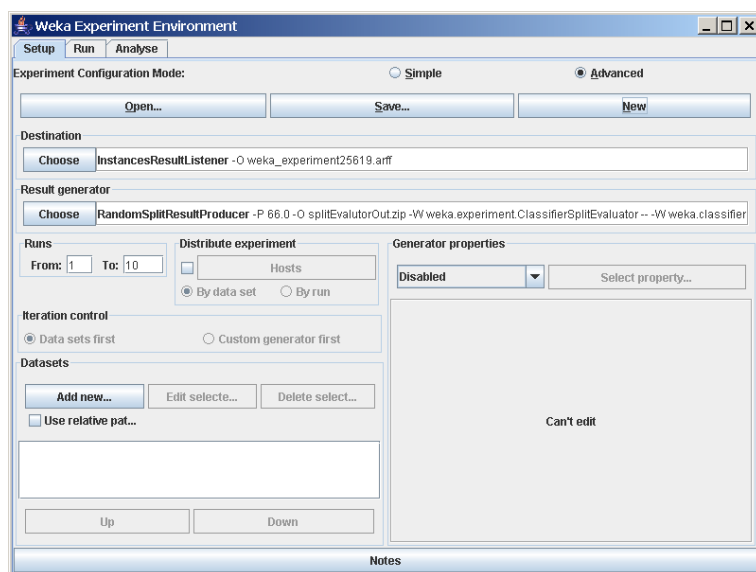 Weka Experiment Environment
Setup Run Analyse
Experiment Configuration Mode: Simple Advanced
Open... Save... New
Destination
Choose InstancesResultListener -O weka_experiment25619.arff
Result generator
Choose RandomSplitResultProducer -P 66.0 -O splitEvalutorOut.zip -W weka.experiment.ClassifierSplitEvaluator -- -W weka.classifier
Runs
From: 1 To: 10
Distribute experiment
Hosts
By data set By run
Generator properties
Disabled Select property...
Iteration control
Data sets first Custom generator first
Datasets
Add new... Edit selecte... Delete select...
Use relative pat...
Can't edit
Up Down
Notes